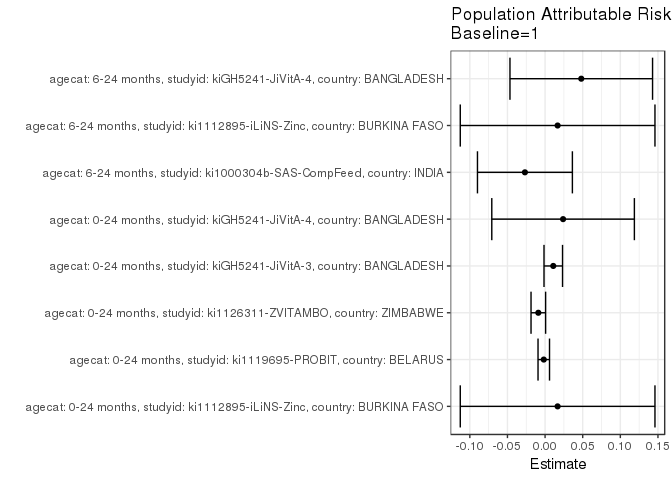 Population Attributable Risk
Baseline=1
agecat: 6-24 months, studyid: kiGH5241-JiVitA-4, country: BANGLADESH
agecat: 6-24 months, studyid: ki1112895-iLiNS-Zinc, country: BURKINA FASO
agecat: 6-24 months, studyid: ki1000304b-SAS-CompFeed, country: INDIA
agecat: 0-24 months, studyid: kiGH5241-JiVitA-4, country: BANGLADESH
agecat: 0-24 months, studyid: kiGH5241-JiVitA-3, country: BANGLADESH
agecat: 0-24 months, studyid: ki1126311-ZVITAMBO, country: ZIMBABWE
agecat: 0-24 months, studyid: ki1119695-PROBIT, country: BELARUS
agecat: 0-24 months, studyid: ki1112895-iLiNS-Zinc, country: BURKINA FASO
-0.10 -0.05 0.00 0.05 0.10 0.15
Estimate